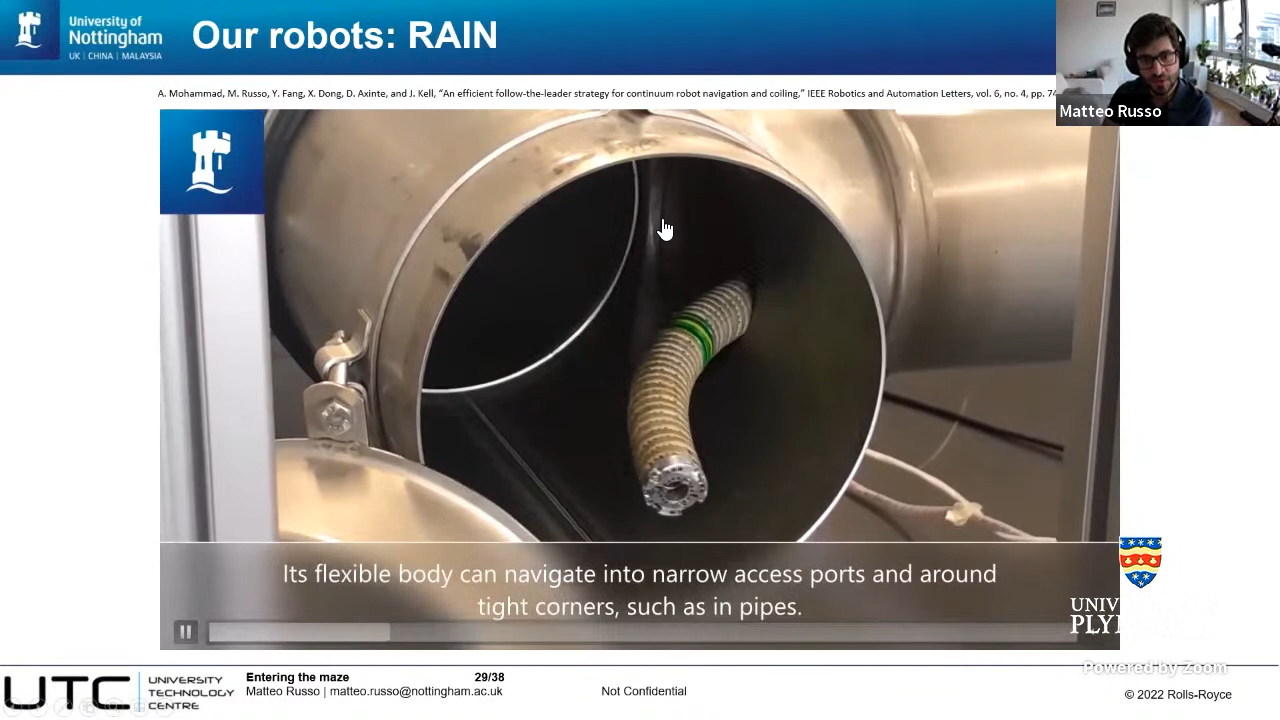 University of
Nottingham
UK | CHINA | MALAYSIA
Our robots: RAIN
A. Mohammad, M. Russo, Y. Fang, X. Dong, D. Axinte, and J. Kell, “An efficient follow-the-leader strategy for continuum robot navigation and coiling,” IEEE Robotics and Automation Letters, vol. 6, no. 4, pp.
Matteo Russo
Its flexible body can navigate into narrow access ports and around
tight corners, such as in pipes.
Powered by Zoom
UTC
UNIVERSITY
TECHNOLOGY
CENTRE
Entering the maze 29/38
Matteo Russo | matteo.russo@nottingham.ac.uk
Not Confidential
© 2022 Rolls-Royce